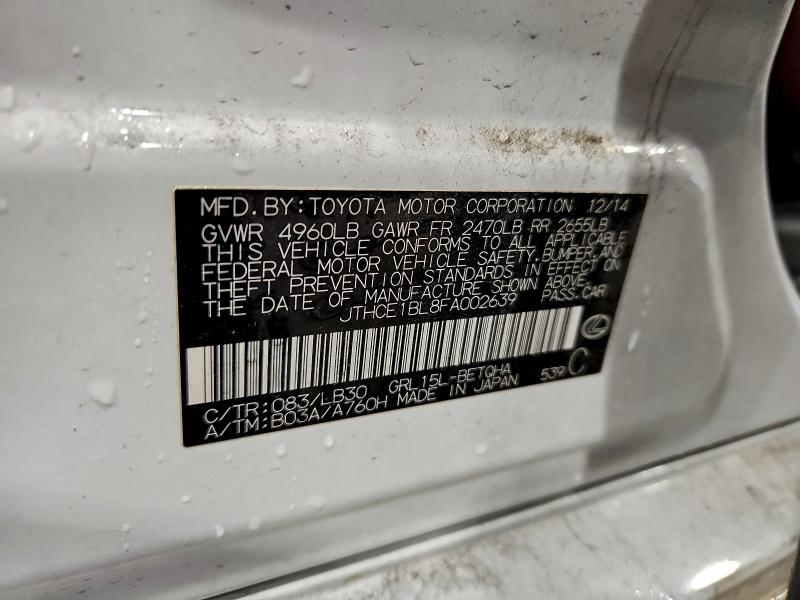 MFD. BY: TOYOTA MOTOR CORPORATION 12/14
GVWR 4960LB GAWR FR 2470LB RR 2655LB
THIS VEHICLE CONFORMS TO ALL APPLICABLE
FEDERAL MOTOR VEHICLE SAFETY, BUMPER, AND
THEFT PREVENTION STANDARDS IN EFFECT ON
THE DATE OF MANUFACTURE SHOWN ABOVE.
JTHCE1BL8FA002639 PASS. CAR
C/TR: 083/LB30 GRL15L-BETQHA 539 C
A/TM: B03A/A760H MADE IN JAPAN